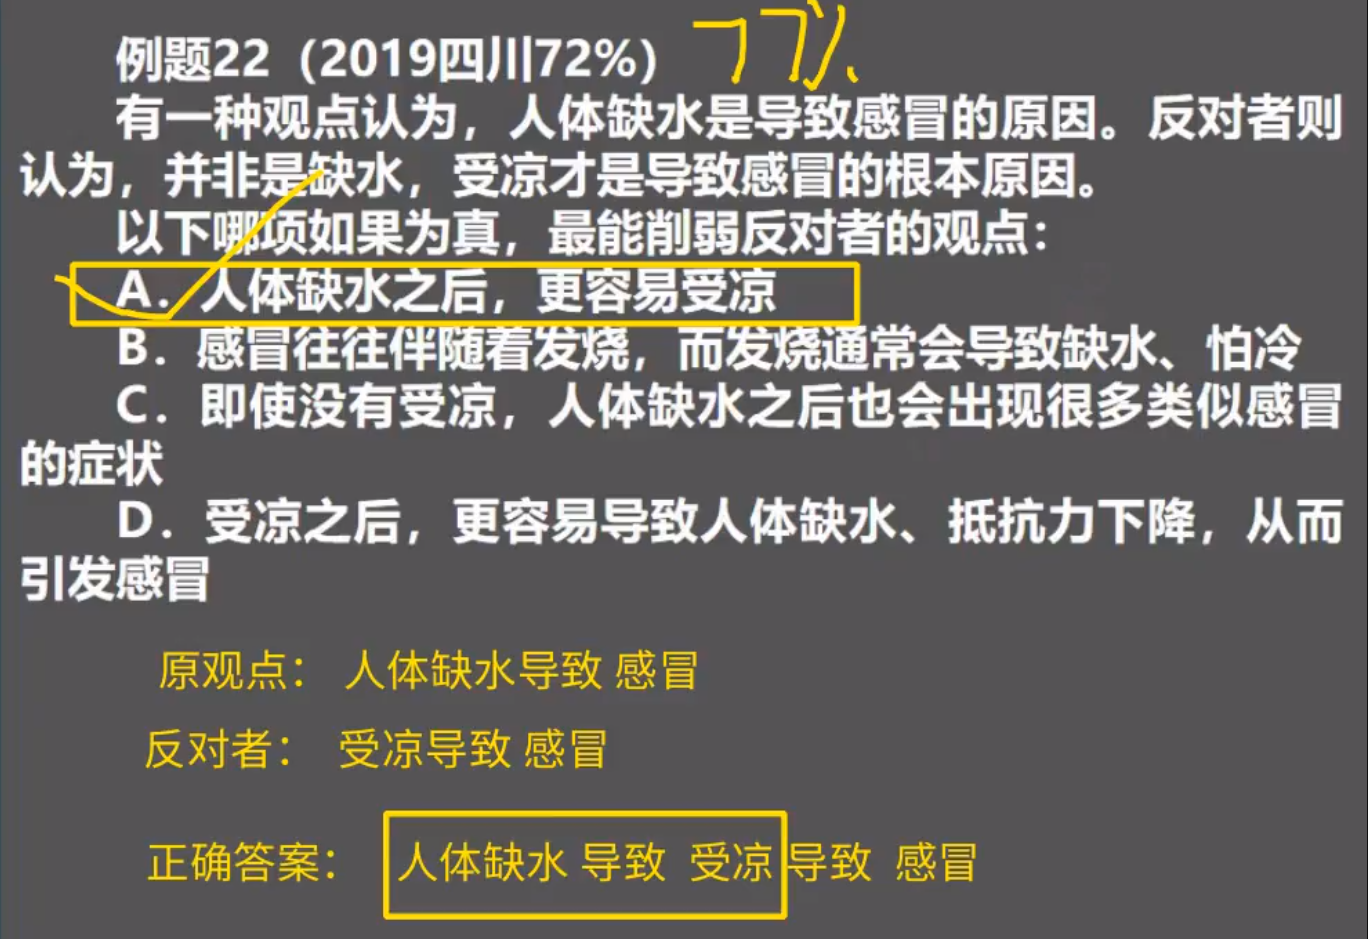 例题22（2019四川72%） 77%
有一种观点认为，人体缺水是导致感冒的原因。反对者则
认为，并非是缺水，受凉才是导致感冒的根本原因。
以下哪项如果为真，最能削弱反对者的观点：
A．人体缺水之后，更容易受凉
B．感冒往往伴随着发烧，而发烧通常会导致缺水、怕冷
C．即使没有受凉，人体缺水之后也会出现很多类似感冒
的症状
D．受凉之后，更容易导致人体缺水、抵抗力下降，从而
引发感冒
原观点： 人体缺水导致 感冒
反对者： 受凉导致 感冒
正确答案： 人体缺水 导致 受凉 导致 感冒